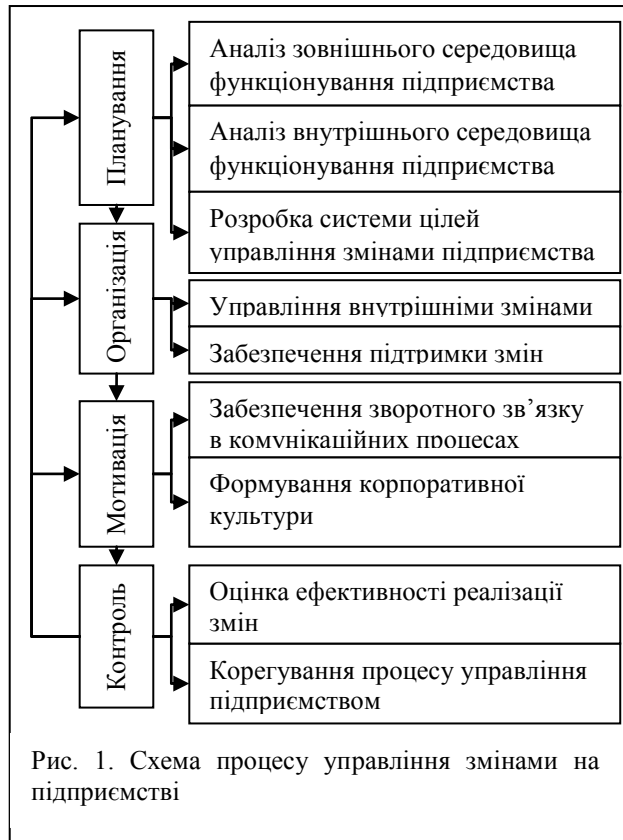 Планування
Аналіз зовнішнього середовища
функціонування підприємства
Аналіз внутрішнього середовища
функціонування підприємства
Розробка системи цілей
управління змінами підприємства
Організація
Управління внутрішніми змінами
Забезпечення підтримки змін
Мотивація
Забезпечення зворотного зв’язку
в комунікаційних процесах
Формування корпоративної
культури
Контроль
Оцінка ефективності реалізації
змін
Корегування процесу управління
підприємством
Рис. 1. Схема процесу управління змінами на
підприємстві